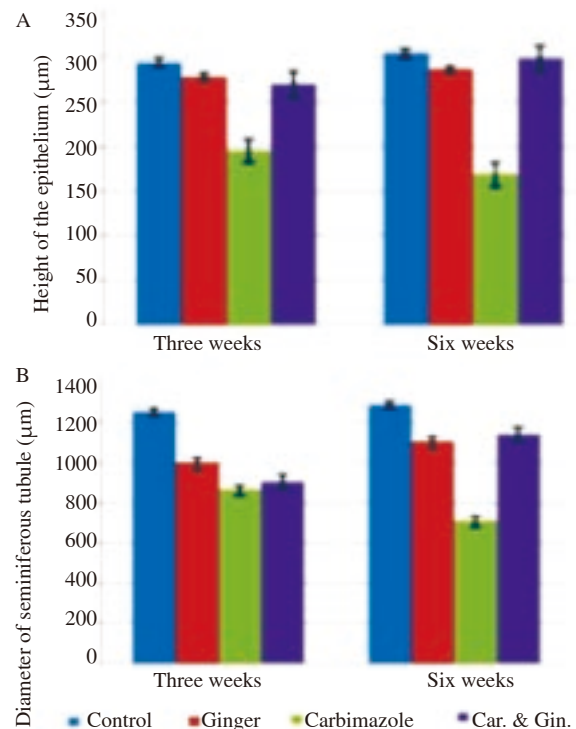 A
Height of the epithelium (μm)
350
300
250
200
150
100
50
0
Three weeks
Six weeks
B
Diameter of seminiferous tubule (μm)
1400
1200
1000
800
600
400
200
0
Three weeks
Six weeks
Control
Ginger
Carbimazole
Car. & Gin.